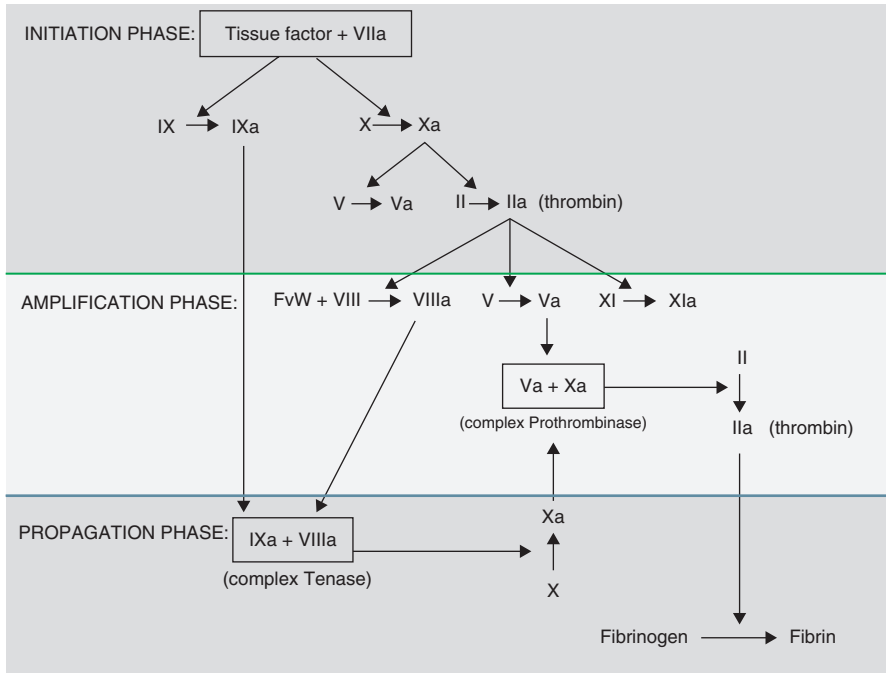 INITIATION PHASE: Tissue factor + VIIa
IX IXa X Xa
V Va II IIa (thrombin)
AMPLIFICATION PHASE: FvW + VIII VIIIa V Va XI XIa
II
Va + Xa
(complex Prothrombinase)
IIa (thrombin)
Xa
PROPAGATION PHASE: IXa + VIIIa
(complex Tenase)
X
Fibrinogen Fibrin